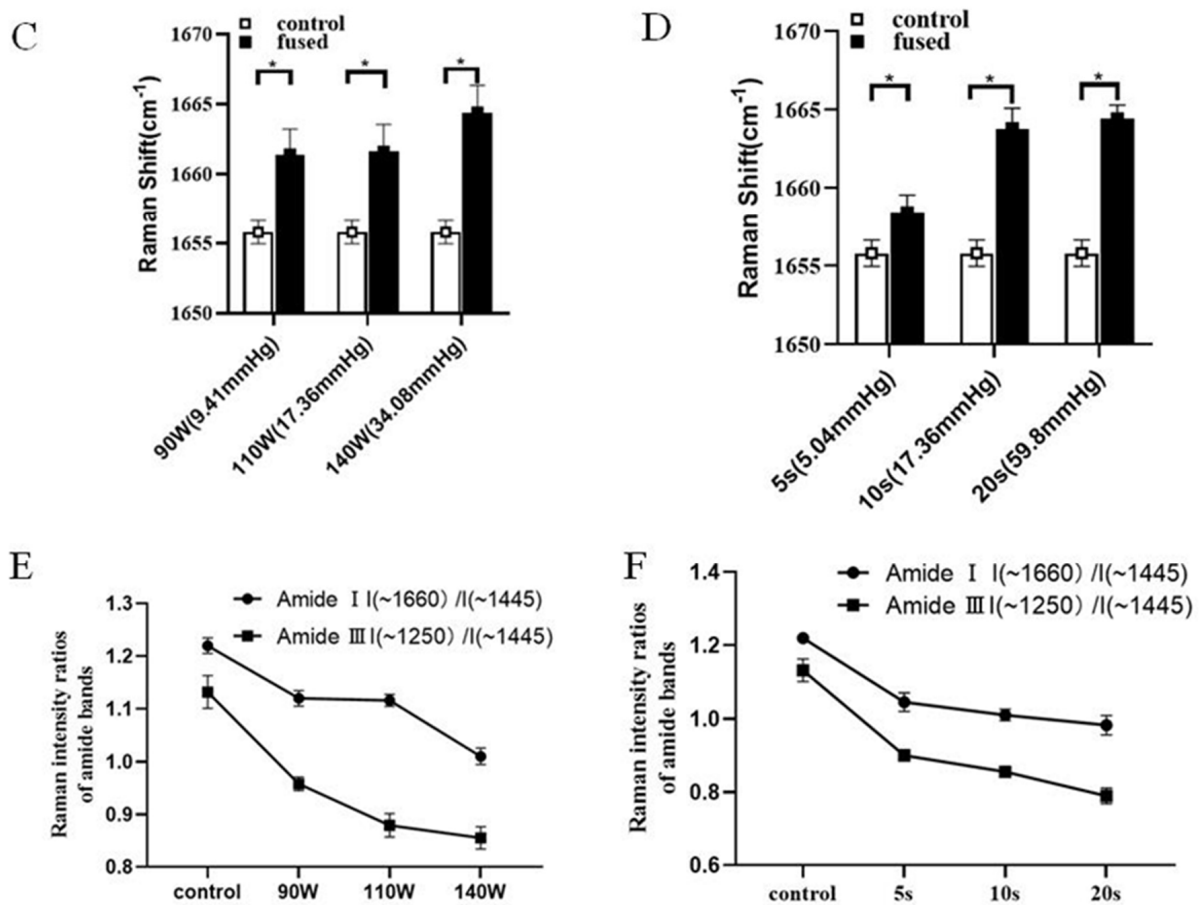 C
control
fused
1670
1665
1660
1655
1650
Raman Shift(cm-1)
*
*
*
90W(9.41mmHg)
110W(17.36mmHg)
140W(34.08mmHg)
D
control
fused
1670
1665
1660
1655
1650
Raman Shift(cm-1)
*
*
*
5s(5.04mmHg)
10s(17.36mmHg)
20s(59.8mmHg)
E
Amide Ⅰ I(~1660) /I(~1445)
Amide Ⅲ I(~1250) /I(~1445)
1.3
1.2
1.1
1.0
0.9
0.8
Raman intensity ratios
of amide bands
control 90W 110W 140W
F
Amide Ⅰ I(~1660) /I(~1445)
Amide Ⅲ I(~1250) /I(~1445)
1.4
1.2
1.0
0.8
0.6
Raman intensity ratios
of amide bands
control 5s 10s 20s